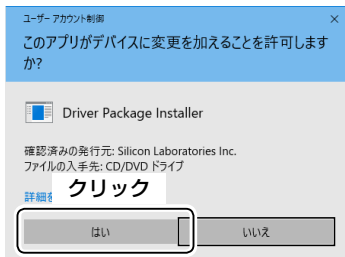 ユーザー アカウント制御
×
このアプリがデバイスに変更を加えることを許可します
か?
Driver Package Installer
確認済みの発行元: Silicon Laboratories Inc.
ファイルの入手先: CD/DVD ドライブ
詳細を
クリック
はい
いいえ